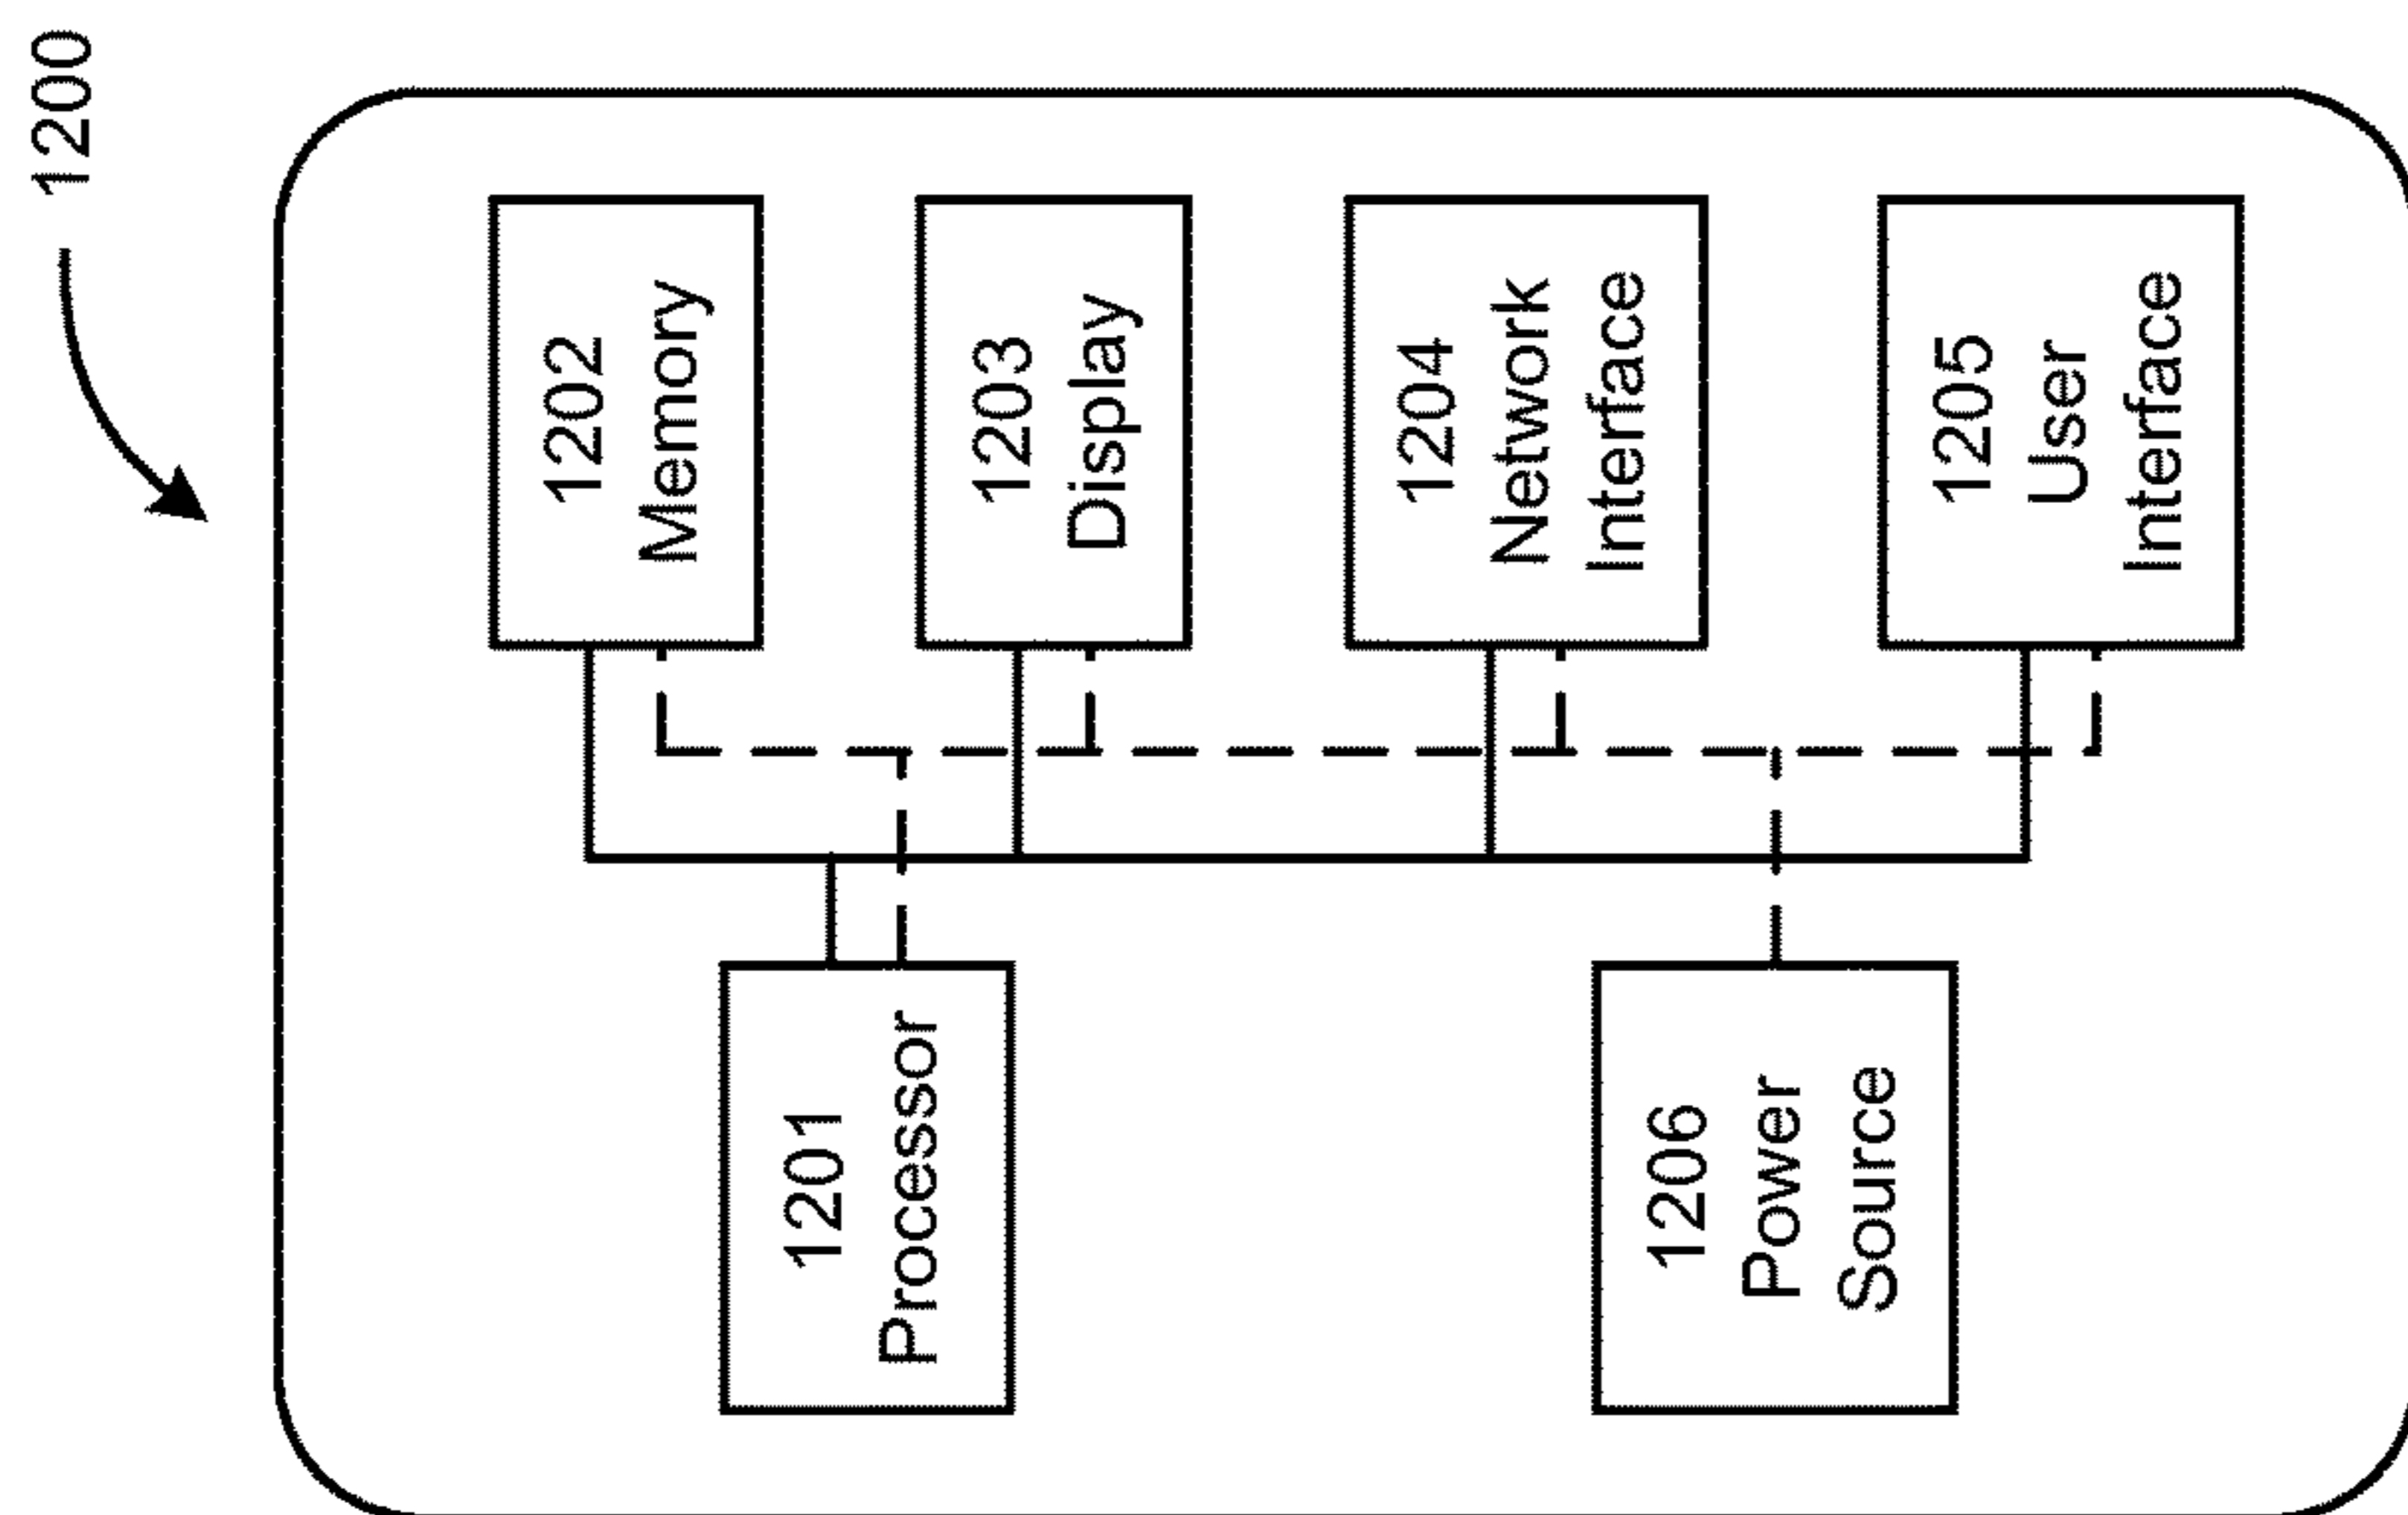 1200
1202
Memory
1203
Display
1204
Network
Interface
1205
User
Interface
1201
Processor
1206
Power
Source